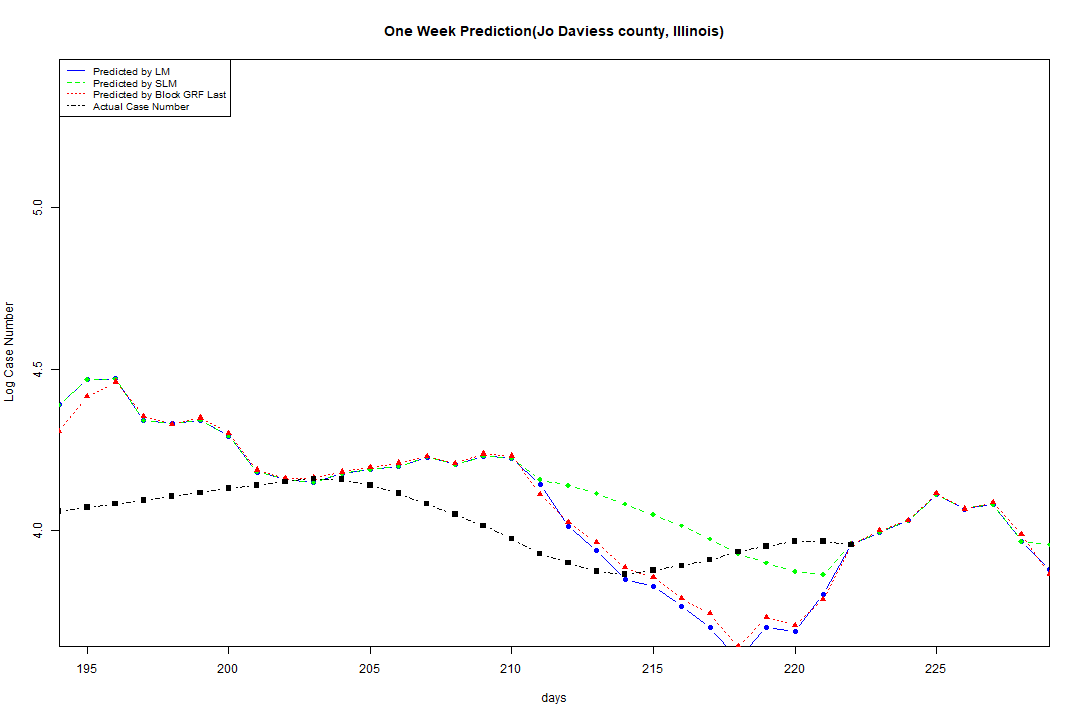 One Week Prediction(Jo Daviess county, Illinois)
Predicted by LM
Predicted by SLM
Predicted by Block GRF Last
Actual Case Number
Log Case Number
5.0
4.5
4.0
195 200 205 210 215 220 225
days